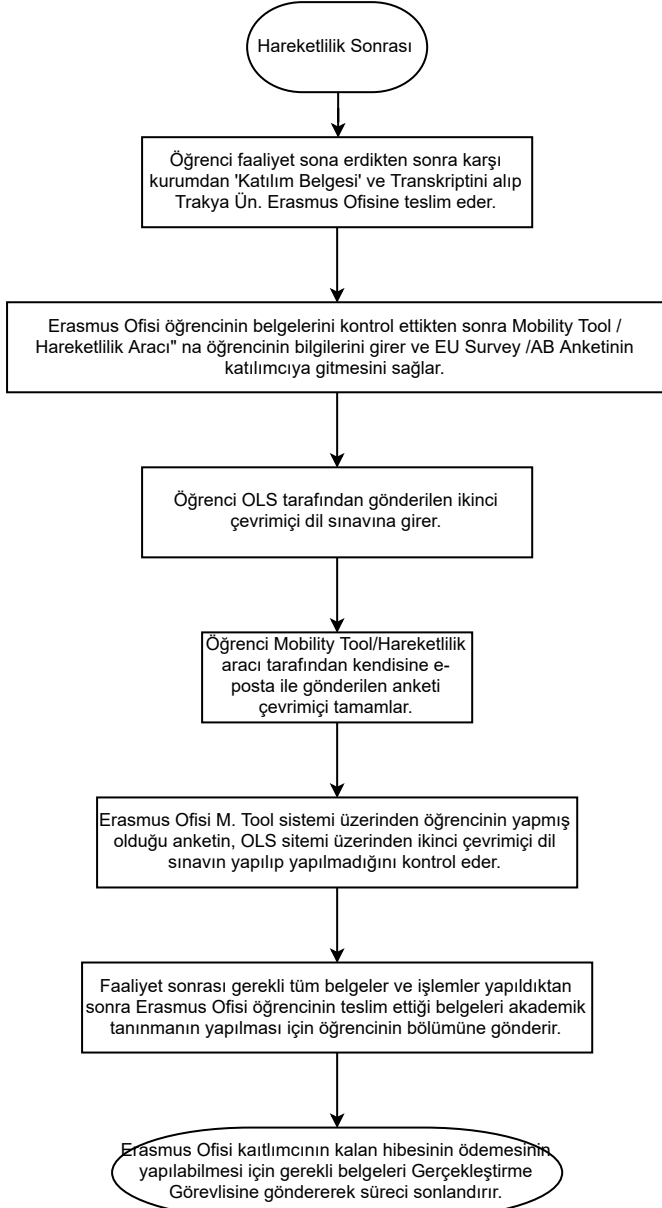 Hareketlilik Sonrası
Öğrenci faaliyet sona erdikten sonra karşı
kurumdan 'Katılım Belgesi' ve Transkriptini alıp
Trakya Ün. Erasmus Ofisine teslim eder.
Erasmus Ofisi öğrencinin belgelerini kontrol ettikten sonra Mobility Tool /
Hareketlilik Aracı" na öğrencinin bilgilerini girer ve EU Survey /AB Anketinin
katılımcıya gitmesini sağlar.
Öğrenci OLS tarafından gönderilen ikinci
çevrimiçi dil sınavına girer.
Öğrenci Mobility Tool/Hareketlilik
aracı tarafından kendisine e-
posta ile gönderilen anketi
çevrimiçi tamamlar.
Erasmus Ofisi M. Tool sistemi üzerinden öğrencinin yapmış
olduğu anketin, OLS sitemi üzerinden ikinci çevrimiçi dil
sınavın yapılıp yapılmadığını kontrol eder.
Faaliyet sonrası gerekli tüm belgeler ve işlemler yapıldıktan
sonra Erasmus Ofisi öğrencinin teslim ettiği belgeleri akademik
tanınmanın yapılması için öğrencinin bölümüne gönderir.
Erasmus Ofisi kaıtlımcının kalan hibesinin ödemesinin
yapılabilmesi için gerekli belgeleri Gerçekleştirme
Görevlisine göndererek süreci sonlandırır.